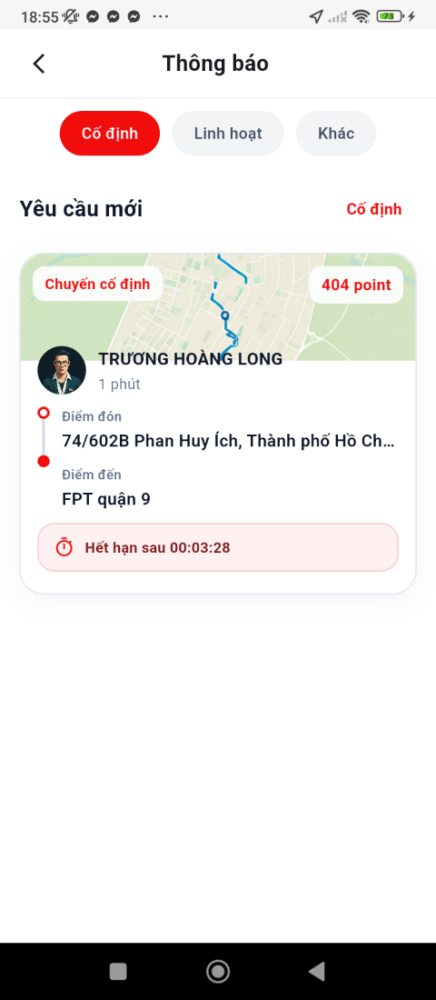 18:55
73
Thông báo
Cố định
Linh hoạt
Khác
Yêu cầu mới
Cố định
Chuyến cố định
404 point
TRƯƠNG HOÀNG LONG
1 phút
Điểm đón
74/602B Phan Huy Ích, Thành phố Hồ Ch...
Điểm đến
FPT quận 9
Hết hạn sau 00:03:28